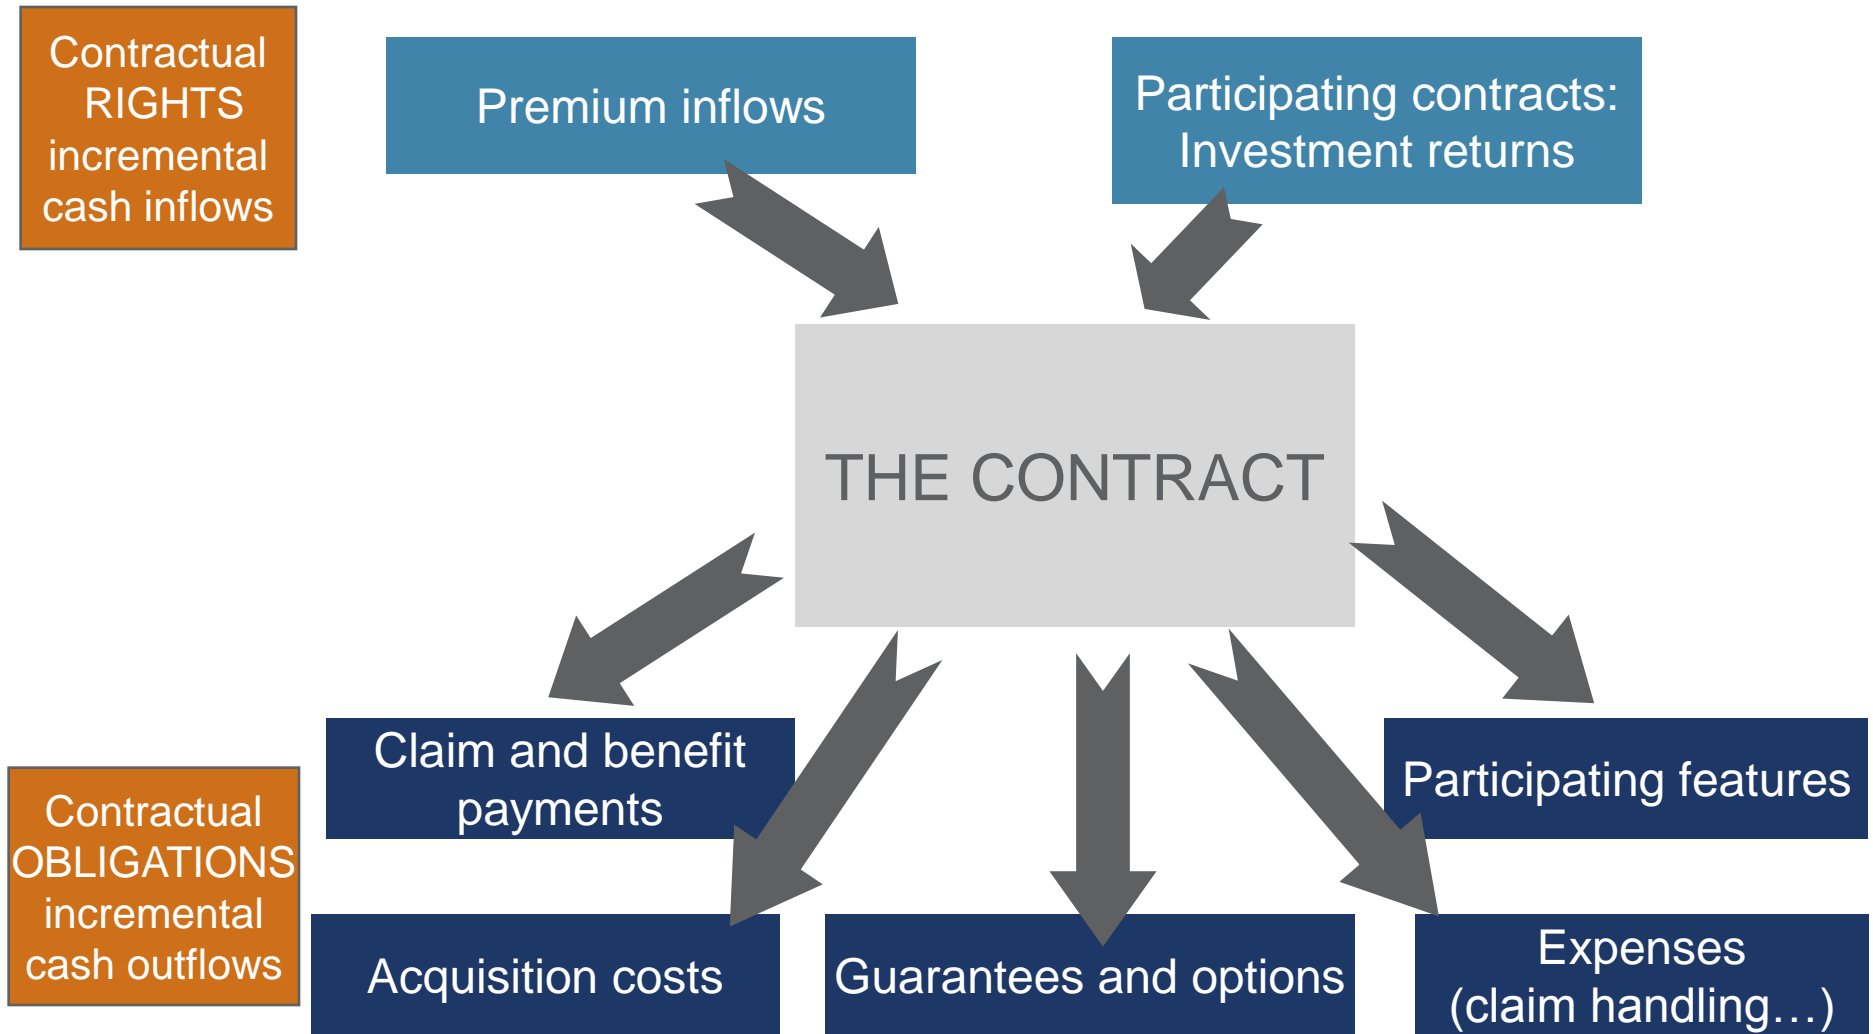 Contractual
RIGHTS
incremental
cash inflows
Premium inflows
Participating contracts:
Investment returns
THE CONTRACT
Contractual
OBLIGATIONS
incremental
cash outflows
Claim and benefit
payments
Participating features
Acquisition costs
Guarantees and options
Expenses
(claim handling…)